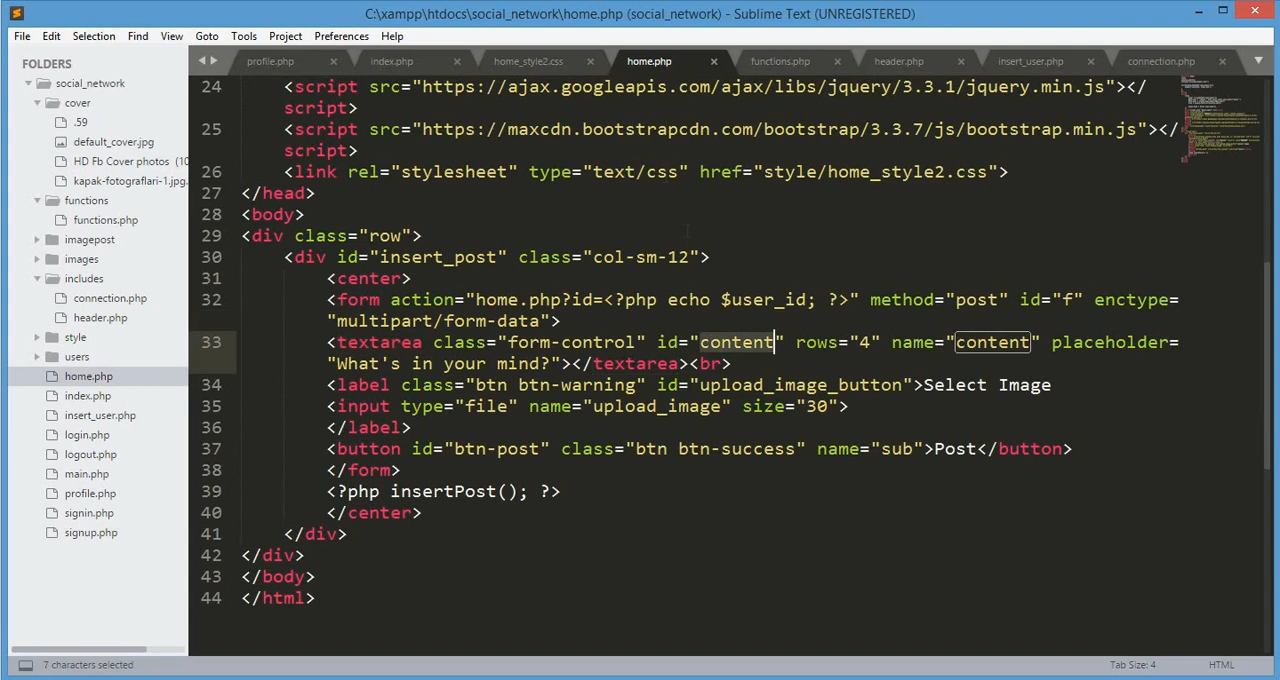 C:\xampp\htdocs\social_network\home.php (social_network) - Sublime Text (UNREGISTERED)
File Edit Selection Find View Goto Tools Project Preferences Help
FOLDERS
social_network
cover
.59
default_cover.jpg
HD Fb Cover photos (10
kapak-fotograflari-1.jpg.
functions
functions.php
imagepost
images
includes
connection.php
header.php
style
users
home.php
index.php
insert_user.php
login.php
logout.php
main.php
profile.php
signin.php
signup.php
profile.php index.php home_style2.css home.php functions.php header.php insert_user.php connection.php
24 <script src="https://ajax.googleapis.com/ajax/libs/jquery/3.3.1/jquery.min.js"></
script>
25 <script src="https://maxcdn.bootstrapcdn.com/bootstrap/3.3.7/js/bootstrap.min.js"></
script>
26 <link rel="stylesheet" type="text/css" href="style/home_style2.css">
27 </head>
28 <body>
29 <div class="row">
30 <div id="insert_post" class="col-sm-12">
31 <center>
32 <form action="home.php?id=<?php echo $user_id; ?>" method="post" id="f" enctype=
"multipart/form-data">
33 <textarea class="form-control" id="content" rows="4" name="content" placeholder=
"What's in your mind?"></textarea><br>
34 <label class="btn btn-warning" id="upload_image_button">Select Image
35 <input type="file" name="upload_image" size="30">
36 </label>
37 <button id="btn-post" class="btn btn-success" name="sub">Post</button>
38 </form>
39 <?php insertPost(); ?>
40 </center>
41 </div>
42 </div>
43 </body>
44 </html>
7 characters selected Tab Size: 4 HTML